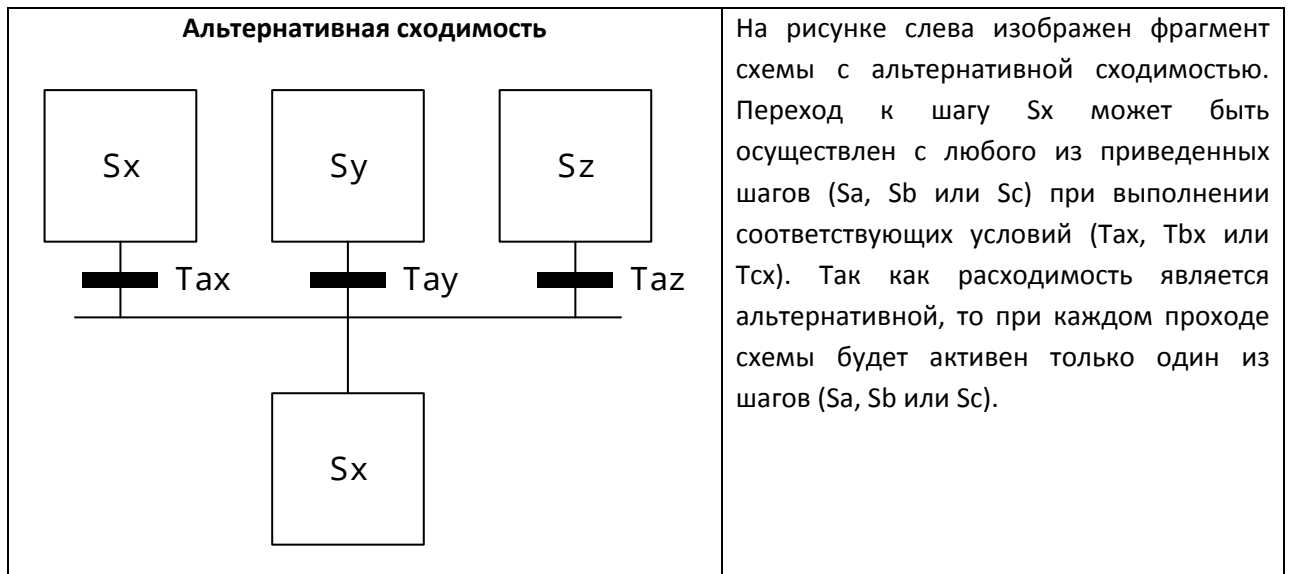 Альтернативная сходимость
Sx
Sy
Sz
Tax
Tay
Taz
Sx
На рисунке слева изображен фрагмент
схемы с альтернативной сходимостью.
Переход к шагу Sx может быть
осуществлен с любого из приведенных
шагов (Sa, Sb или Sc) при выполнении
соответствующих условий (Tax, Tbx или
Tcx). Так как расходимость является
альтернативной, то при каждом проходе
схемы будет активен только один из
шагов (Sa, Sb или Sc).